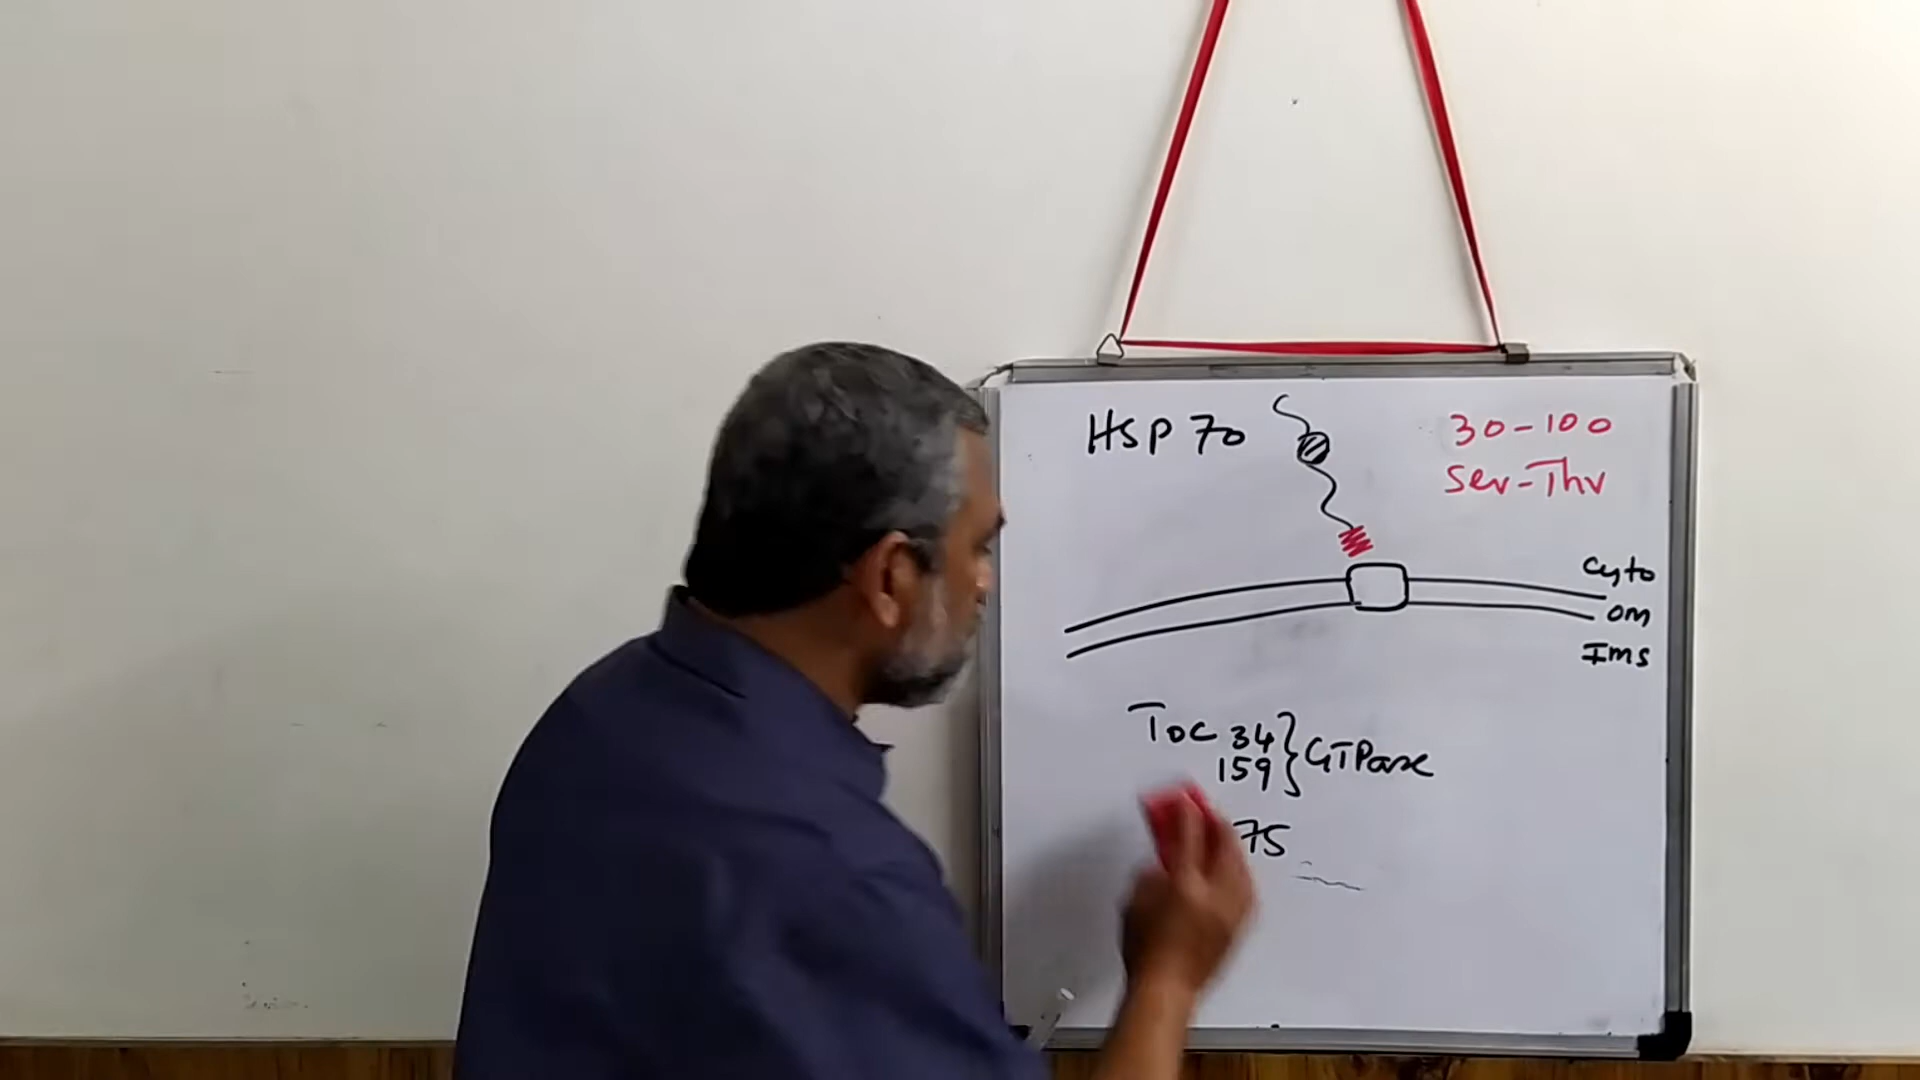 HSP 70
30-100
Ser-Thr
Cyto
OM
IMS
TOC 34 } GTPase
159
75